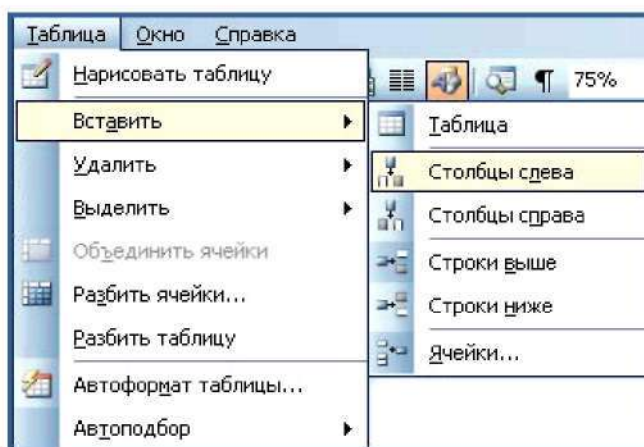 Таблица Окно Справка
Нарисовать таблицу
75%
Вставить
Таблица
Удалить
Столбцы слева
Выделить
Столбцы справа
Объединить ячейки
Строки выше
Разбить ячейки...
Строки ниже
Разбить таблицу
Ячейки...
Автоформат таблицы...
Автоподбор